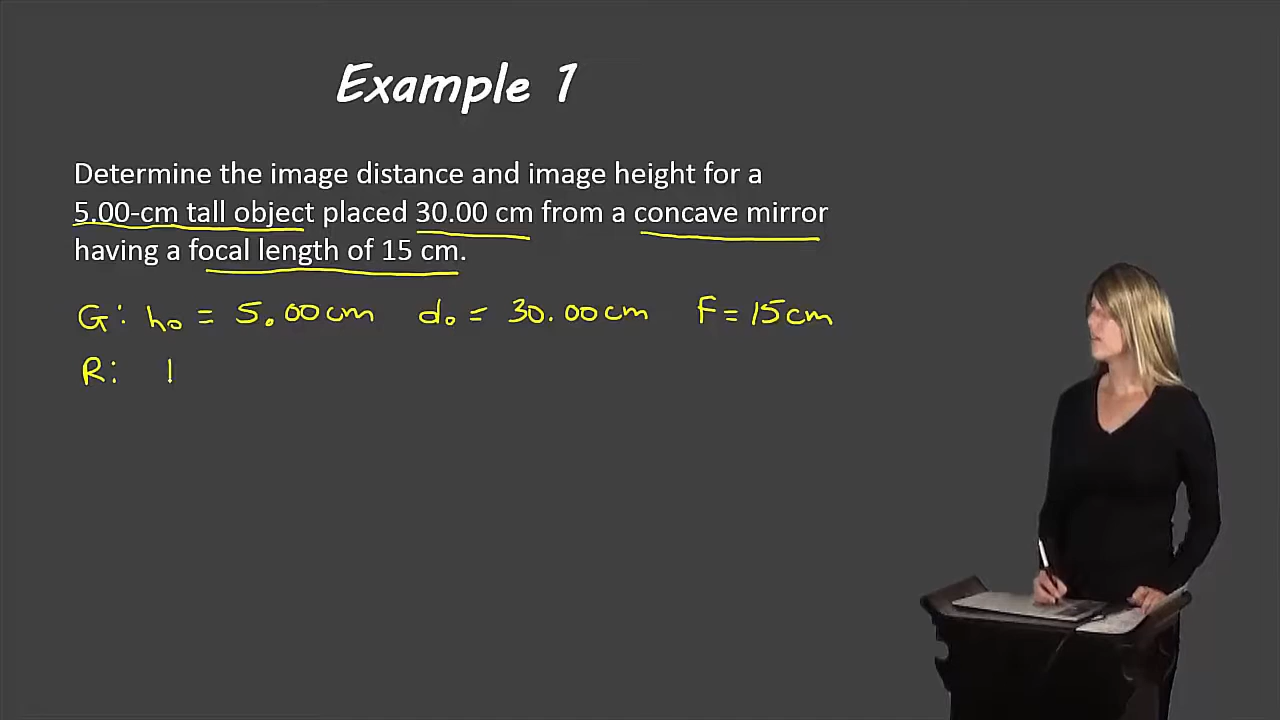 Example 1
Determine the image distance and image height for a
5.00-cm tall object placed 30.00 cm from a concave mirror
having a focal length of 15 cm.
G: ho = 5.00cm do = 30.00cm F = 15cm
R: |